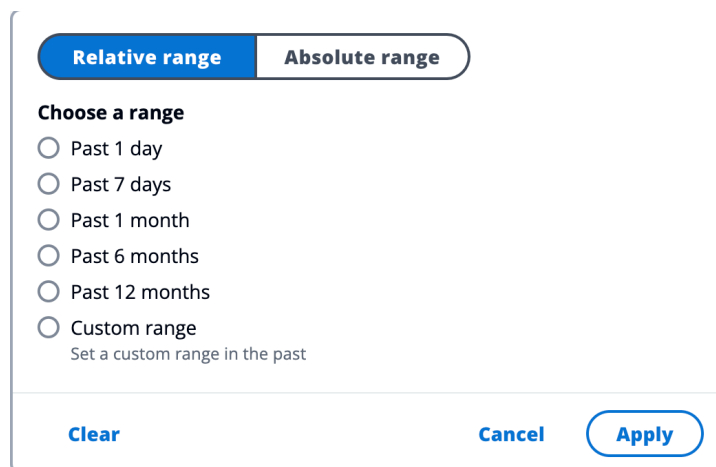 Relative range Absolute range
Choose a range
Past 1 day
Past 7 days
Past 1 month
Past 6 months
Past 12 months
Custom range
Set a custom range in the past
Clear Cancel Apply